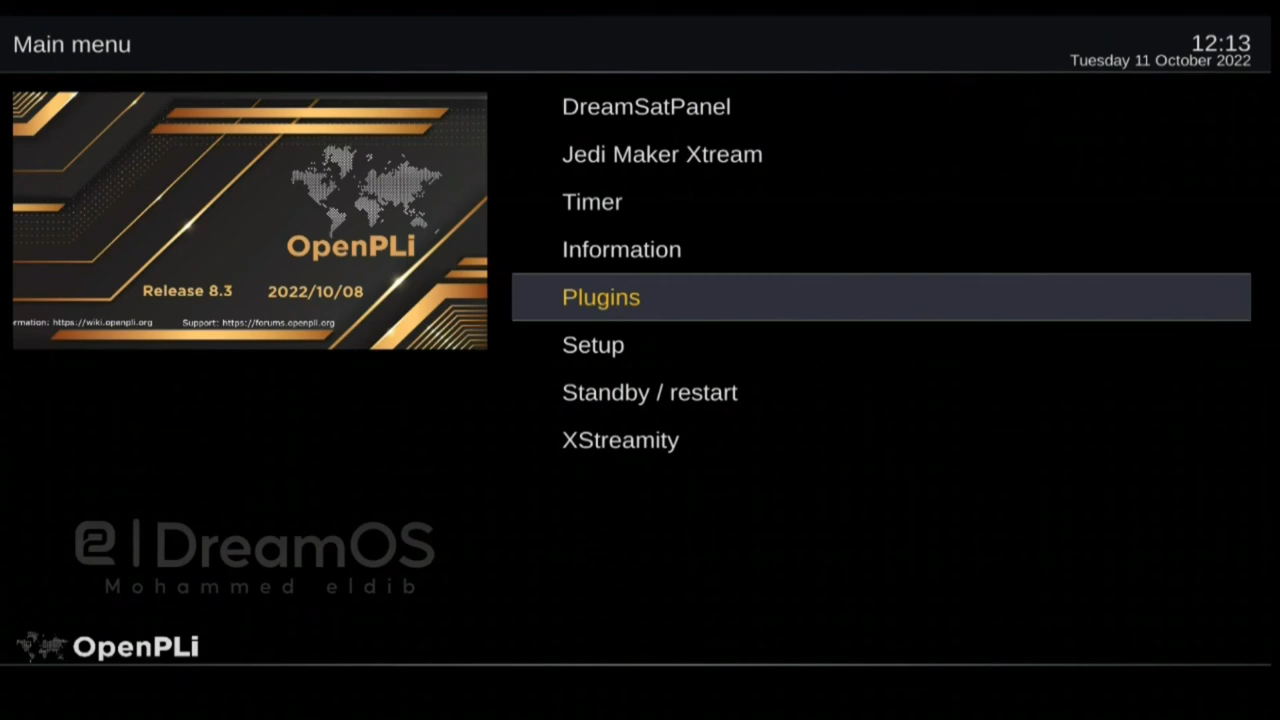 Main menu
12:13
Tuesday 11 October 2022
OpenPLi
Release 8.3 2022/10/08
rmation: https://wiki.openpli.org Support: https://forums.openpli.org
DreamSatPanel
Jedi Maker Xtream
Timer
Information
Plugins
Setup
Standby / restart
XStreamity
DreamOS
Mohammed eldib
OpenPLi